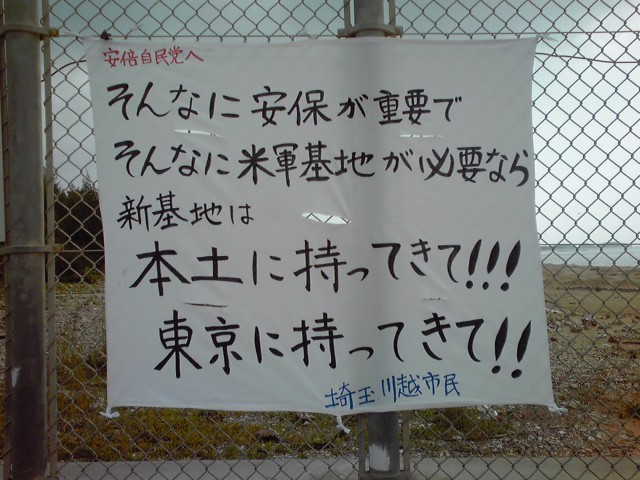 安倍自民党へ
そんなに安保が重要で
そんなに米軍基地が必要なら
新基地は
本土に持ってきて!!!
東京に持ってきて!!
埼玉川越市民